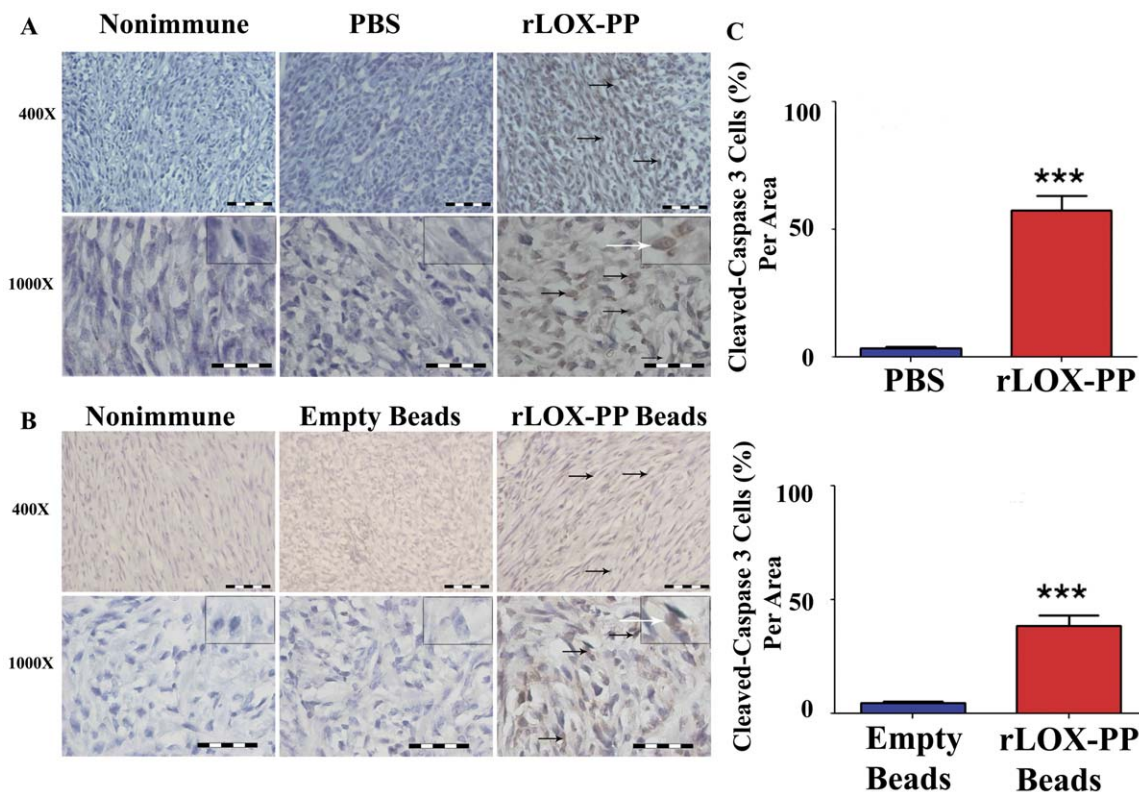 A Nonimmune PBS rLOX-PP
400X
1000X
B Nonimmune Empty Beads rLOX-PP Beads
400X
1000X
C
Cleaved-Caspase 3 Cells (%)
Per Area
100
50
0
***
PBS rLOX-PP
Cleaved-Caspase 3 Cells (%)
Per Area
100
50
0
***
Empty rLOX-PP
Beads Beads